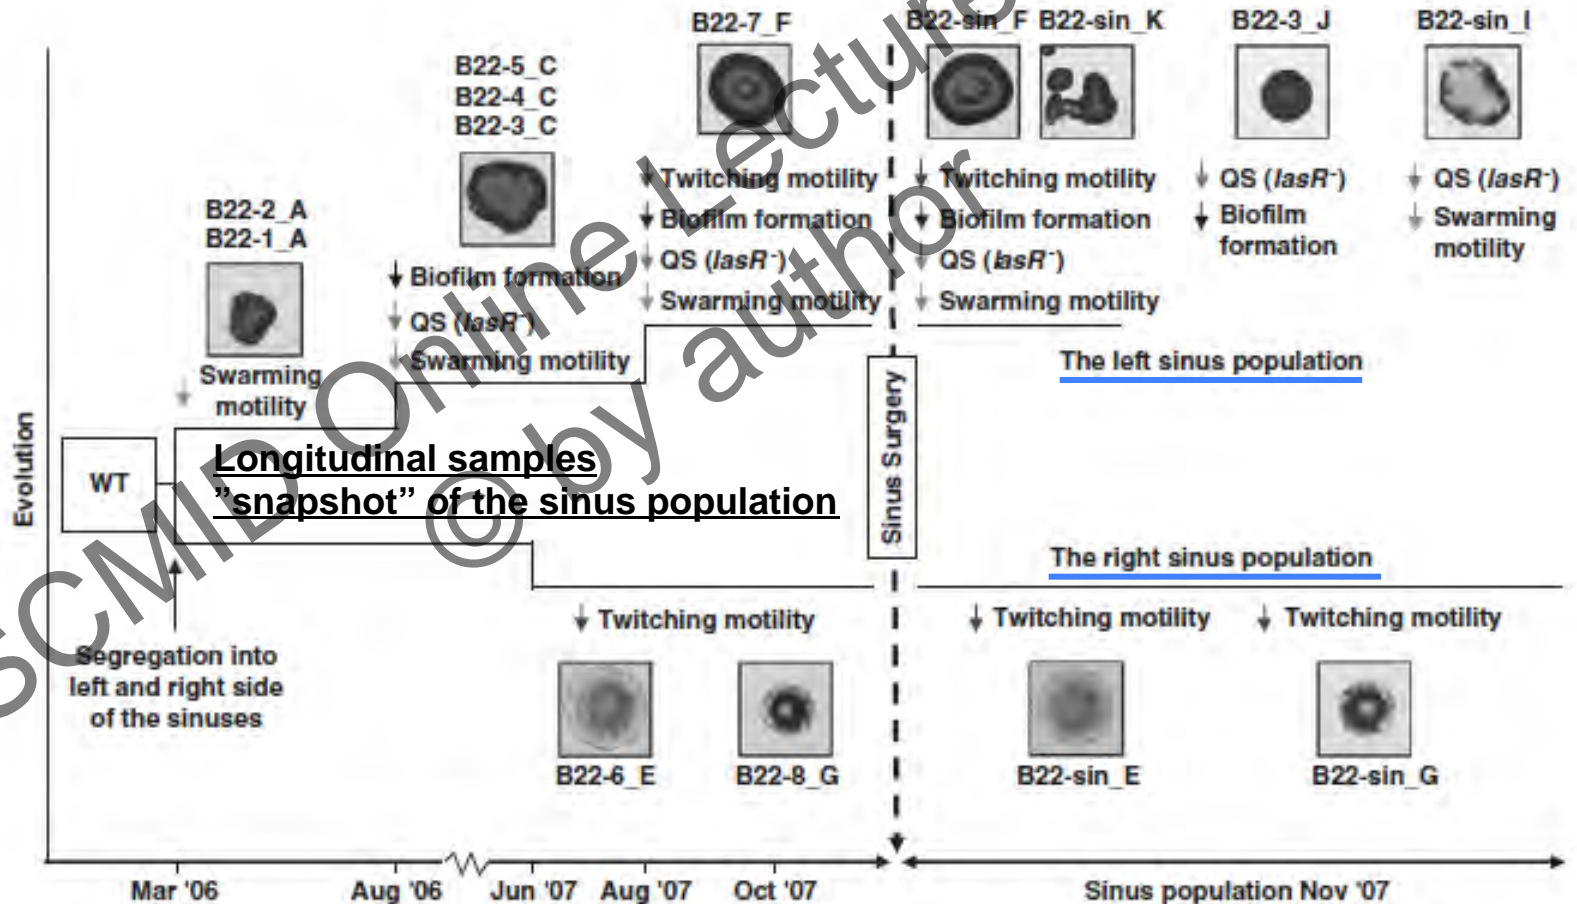 B22-7_F
B22-sin_F B22-sin_K
B22-3_J
B22-sin_I
B22-5_C
B22-4_C
B22-3_C
B22-2_A
B22-1_A
↓ Twitching motility
↓ Biofilm formation
↓ QS (lasR⁻)
↓ Swarming motility
↓ Twitching motility
↓ Biofilm formation
↓ QS (lasR⁻)
↓ Swarming motility
↓ QS (lasR⁻)
↓ Biofilm
formation
↓ QS (lasR⁻)
↓ Swarming
motility
↓ Biofilm formation
↓ QS (lasR⁻)
↓ Swarming motility
↓ Swarming
motility
The left sinus population
Evolution
WT
Longitudinal samples
”snapshot” of the sinus population
Sinus Surgery
The right sinus population
Segregation into
left and right side
of the sinuses
↓ Twitching motility
↓ Twitching motility
↓ Twitching motility
B22-6_E
B22-8_G
B22-sin_E
B22-sin_G
Mar '06
Aug '06
Jun '07
Aug '07
Oct '07
Sinus population Nov '07
SCMID Online Lecture
© by author